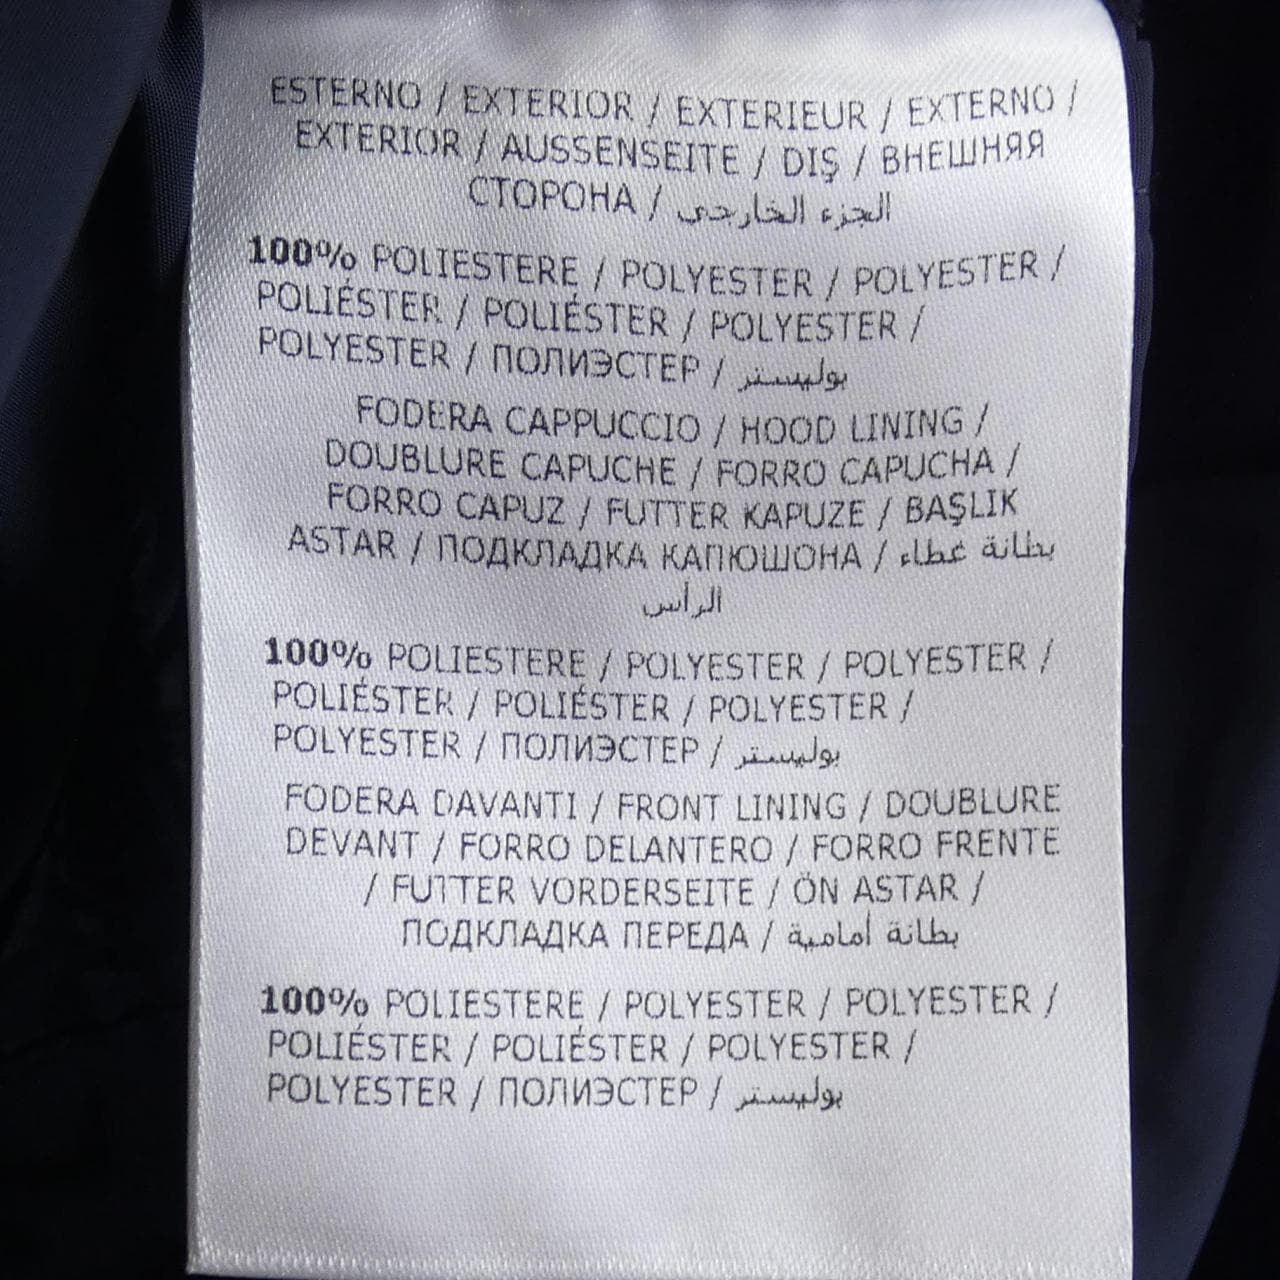 ESTERNO / EXTERIOR / EXTERIEUR / EXTERNO /
EXTERIOR / AUSSENSEITE / DIŞ / ВНЕШНЯЯ
СТОРОНА / الجزء الخارجي
100% POLIESTERE / POLYESTER / POLYESTER /
POLIÉSTER / POLIÉSTER / POLYESTER /
POLYESTER / ПОЛИЭСТЕР / بوليستر
FODERA CAPPUCCIO / HOOD LINING /
DOUBLURE CAPUCHE / FORRO CAPUCHA /
FORRO CAPUZ / FUTTER KAPUZE / BAŞLIK
ASTAR / ПОДКЛАДКА КАПЮШОНА / بطانة غطاء
الرأس
100% POLIESTERE / POLYESTER / POLYESTER /
POLIÉSTER / POLIÉSTER / POLYESTER /
POLYESTER / ПОЛИЭСТЕР / بوليستر
FODERA DAVANTI / FRONT LINING / DOUBLURE
DEVANT / FORRO DELANTERO / FORRO FRENTE
/ FUTTER VORDERSEITE / ÖN ASTAR /
ПОДКЛАДКА ПЕРЕДА / بطانة أمامية
100% POLIESTERE / POLYESTER / POLYESTER /
POLIÉSTER / POLIÉSTER / POLYESTER /
POLYESTER / ПОЛИЭСТЕР / بوليستر